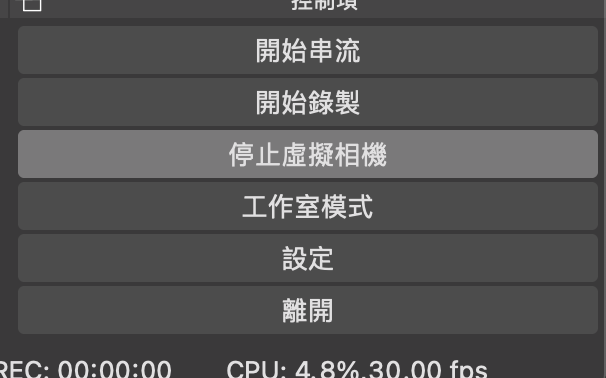 控制項
開始串流
開始錄製
停止虛擬相機
工作室模式
設定
離開
REC: 00:00:00 CPU: 4.8%,30.00 fps